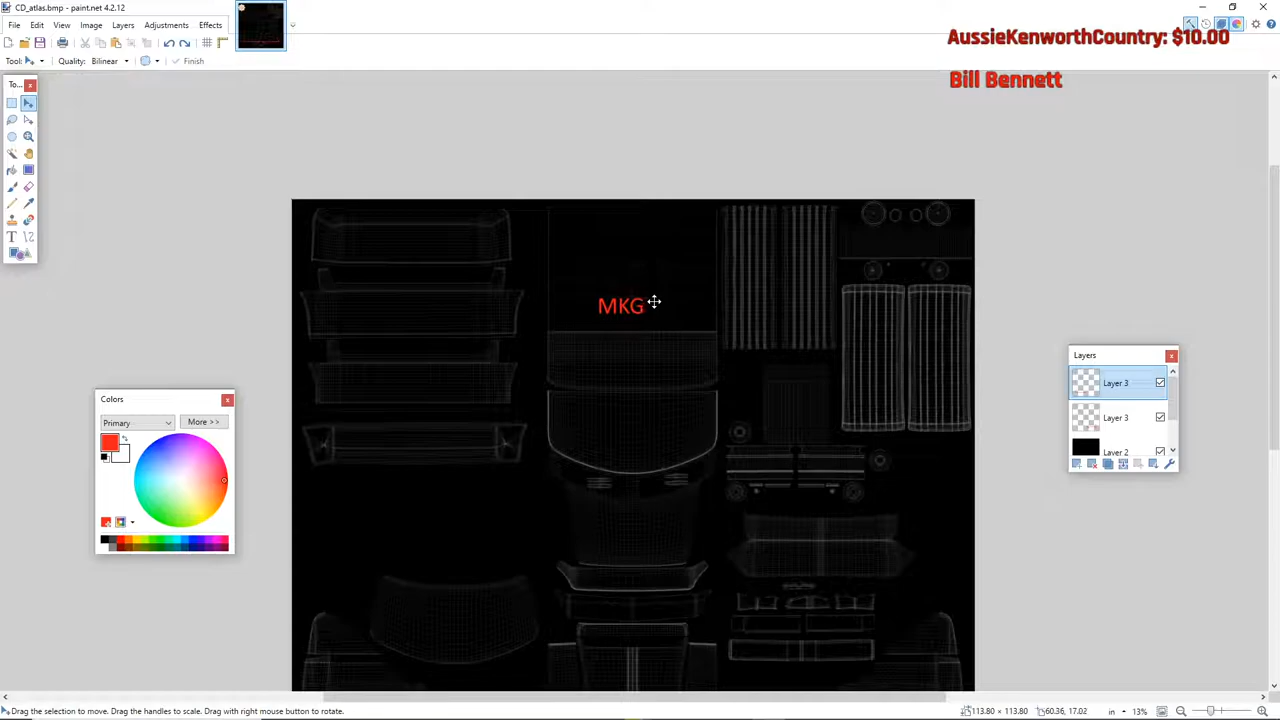 CD_atlas.bmp - paint.net 4.2.12
File Edit View Image Layers Adjustments Effects
AussieKenworthCountry: $10.00
Tool: Quality: Bilinear Finish
Bill Bennett
To...
MKG
Layers
Layer 3
Layer 3
Layer 2
Colors
Primary
More >>
Drag the selection to move. Drag the handles to scale. Drag with right mouse button to rotate.
113.80 × 113.80
60.36, 17.02
in
13%